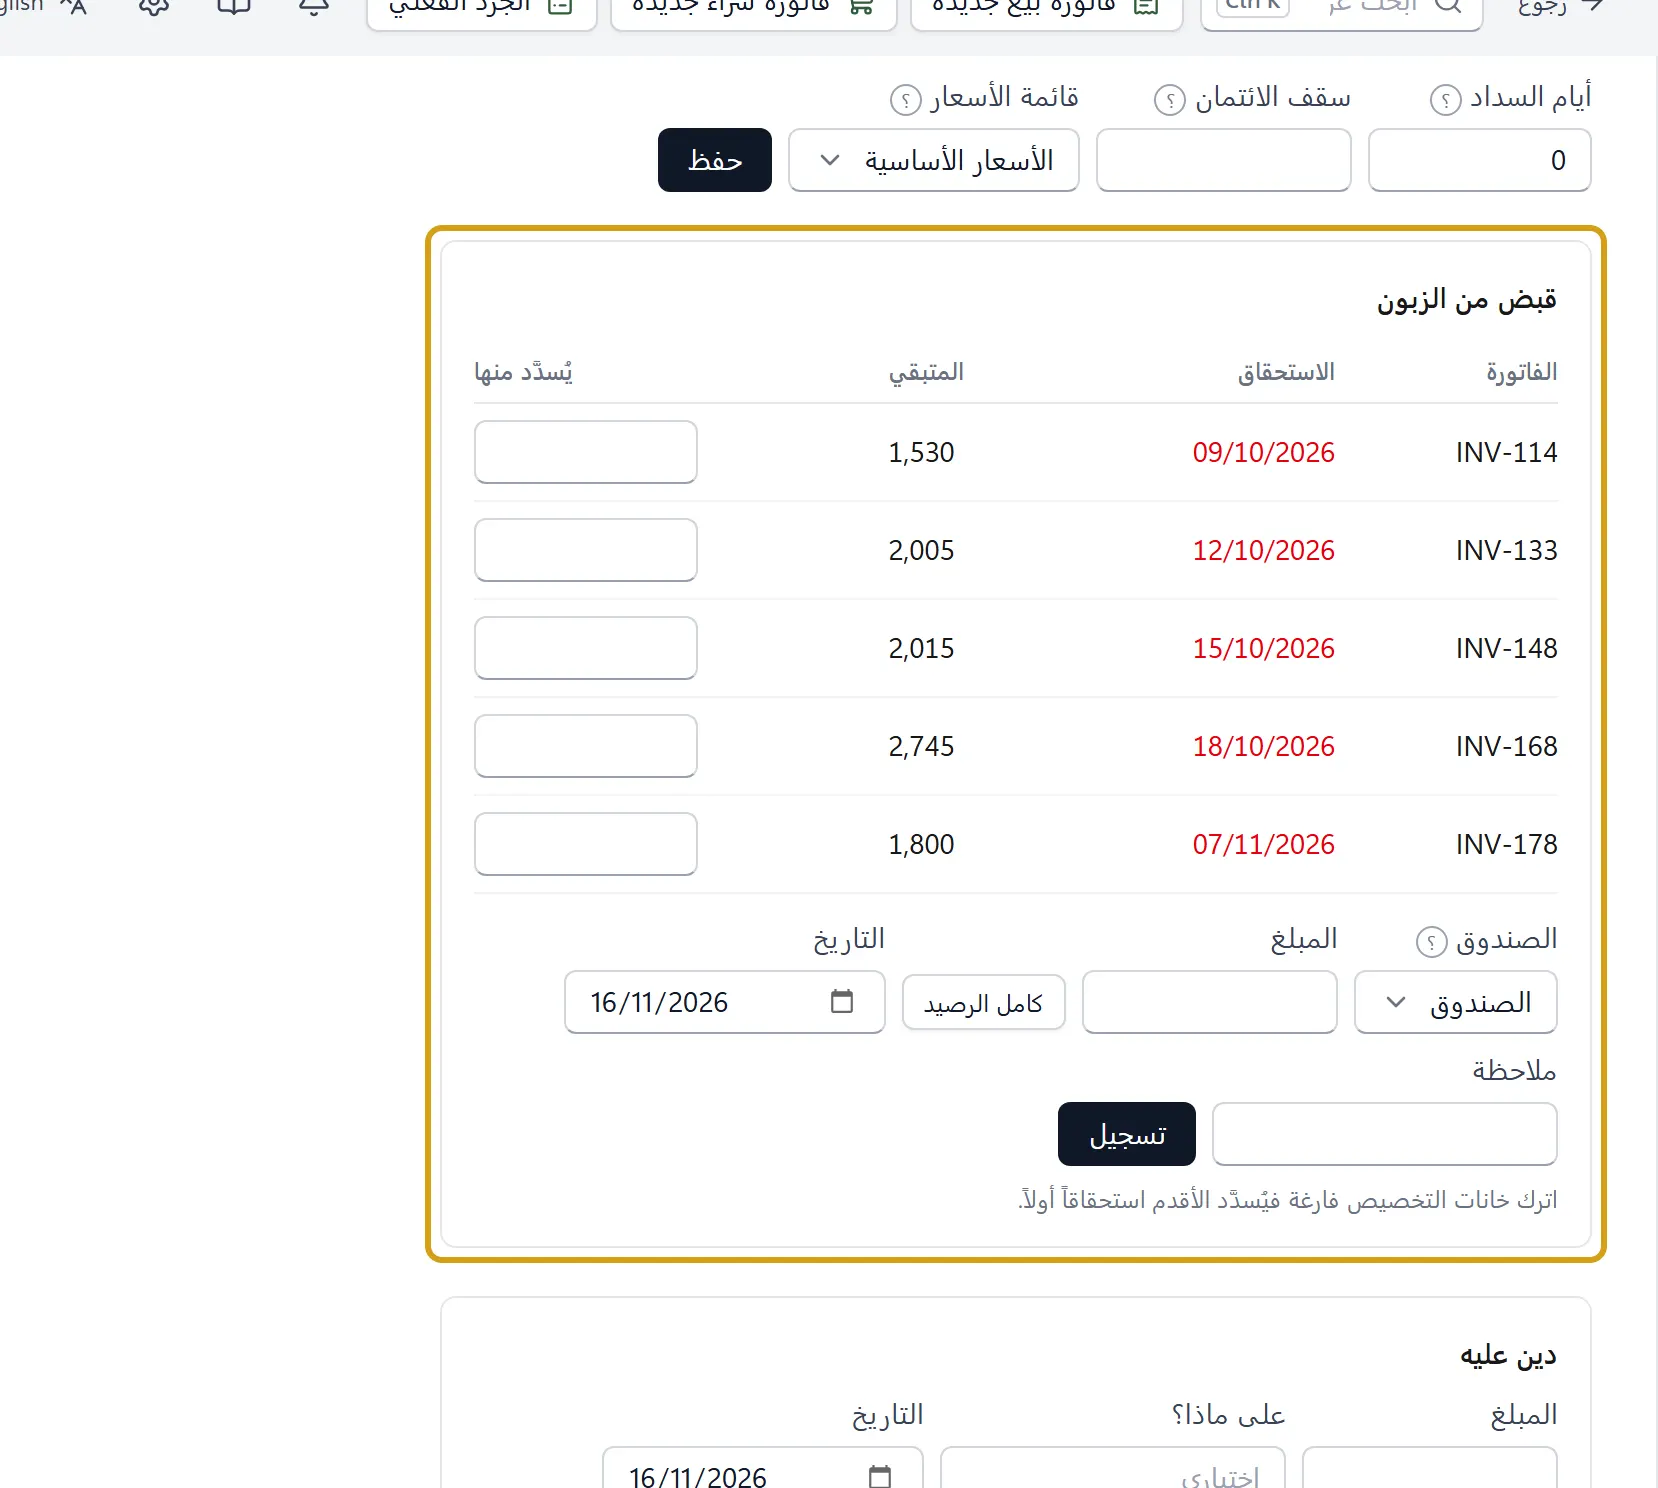 رجوع
Ctrl K
فاتورة بيع جديدة
فاتورة شراء جديدة
الجرد الفعلي
أيام السداد ؟
سقف الائتمان ؟
قائمة الأسعار ؟
0
الأسعار الأساسية
حفظ
قبض من الزبون
الفاتورة الاستحقاق المتبقي يُسدَّد منها
INV-114 09/10/2026 1,530
INV-133 12/10/2026 2,005
INV-148 15/10/2026 2,015
INV-168 18/10/2026 2,745
INV-178 07/11/2026 1,800
الصندوق ؟ المبلغ التاريخ
الصندوق كامل الرصيد 16/11/2026
ملاحظة
تسجيل
اترك خانات التخصيص فارغة فيُسدَّد الأقدم استحقاقاً أولاً.
دين عليه
المبلغ على ماذا؟ التاريخ
اختياري 16/11/2026